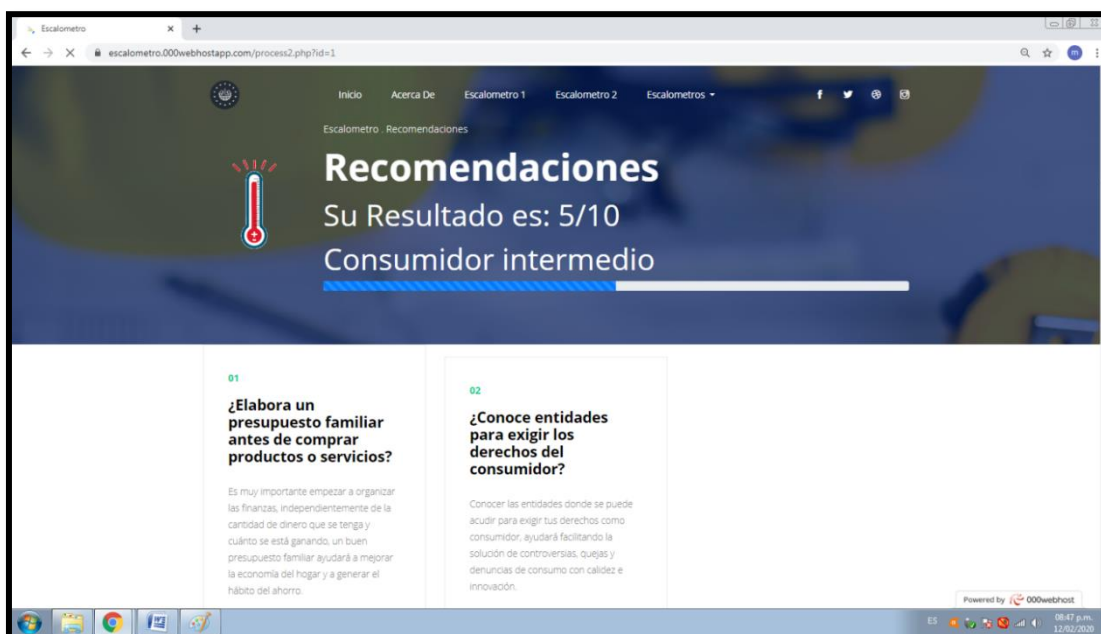 Escalometro
escalometro.000webhostapp.com/process2.php?id=1
m
Inicio Acerca De Escalometro 1 Escalometro 2 Escalometros
Escalometro . Recomendaciones
Recomendaciones
Su Resultado es: 5/10
Consumidor intermedio
01
¿Elabora un
presupuesto familiar
antes de comprar
productos o servicios?
Es muy importante empezar a organizar
las finanzas, independientemente de la
cantidad de dinero que se tenga y
cuánto se está ganando, un buen
presupuesto familiar ayudará a mejorar
la economía del hogar y a generar el
hábito del ahorro.
02
¿Conoce entidades
para exigir los
derechos del
consumidor?
Conocer las entidades donde se puede
acudir para exigir tus derechos como
consumidor, ayudará facilitando la
solución de controversias, quejas y
denuncias de consumo con calidez e
innovación.
Powered by 000webhost
ES
08:47 p.m.
12/02/2020